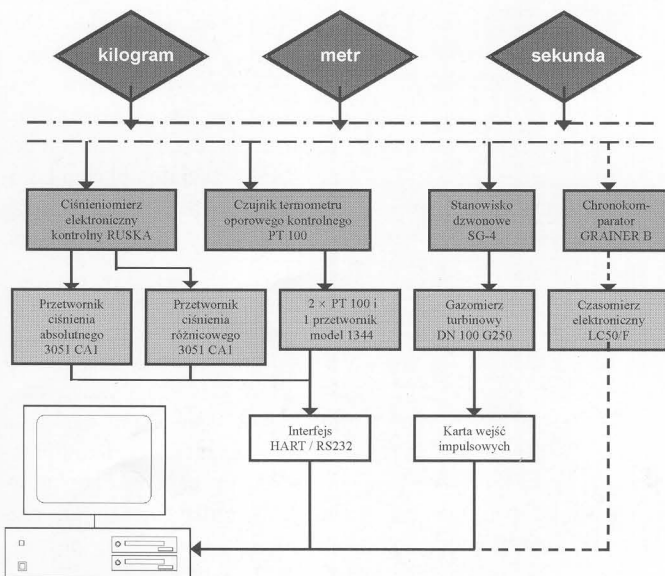 kilogram
metr
sekunda
Ciśnieniomierz
elektroniczny
kontrolny RUSKA
Czujnik termometru
oporowego kontrolnego
PT 100
Stanowisko
dzwonowe
SG-4
Chronokom-
parator
GRAINER B
Przetwornik
ciśnienia
absolutnego
3051 CA1
Przetwornik
ciśnienia
różnicowego
3051 CA1
2 × PT 100 i
1 przetwornik
model 1344
Gazomierz
turbinowy
DN 100 G250
Czasomierz
elektroniczny
LC50/F
Interfejs
HART / RS232
Karta wejść
impulsowych